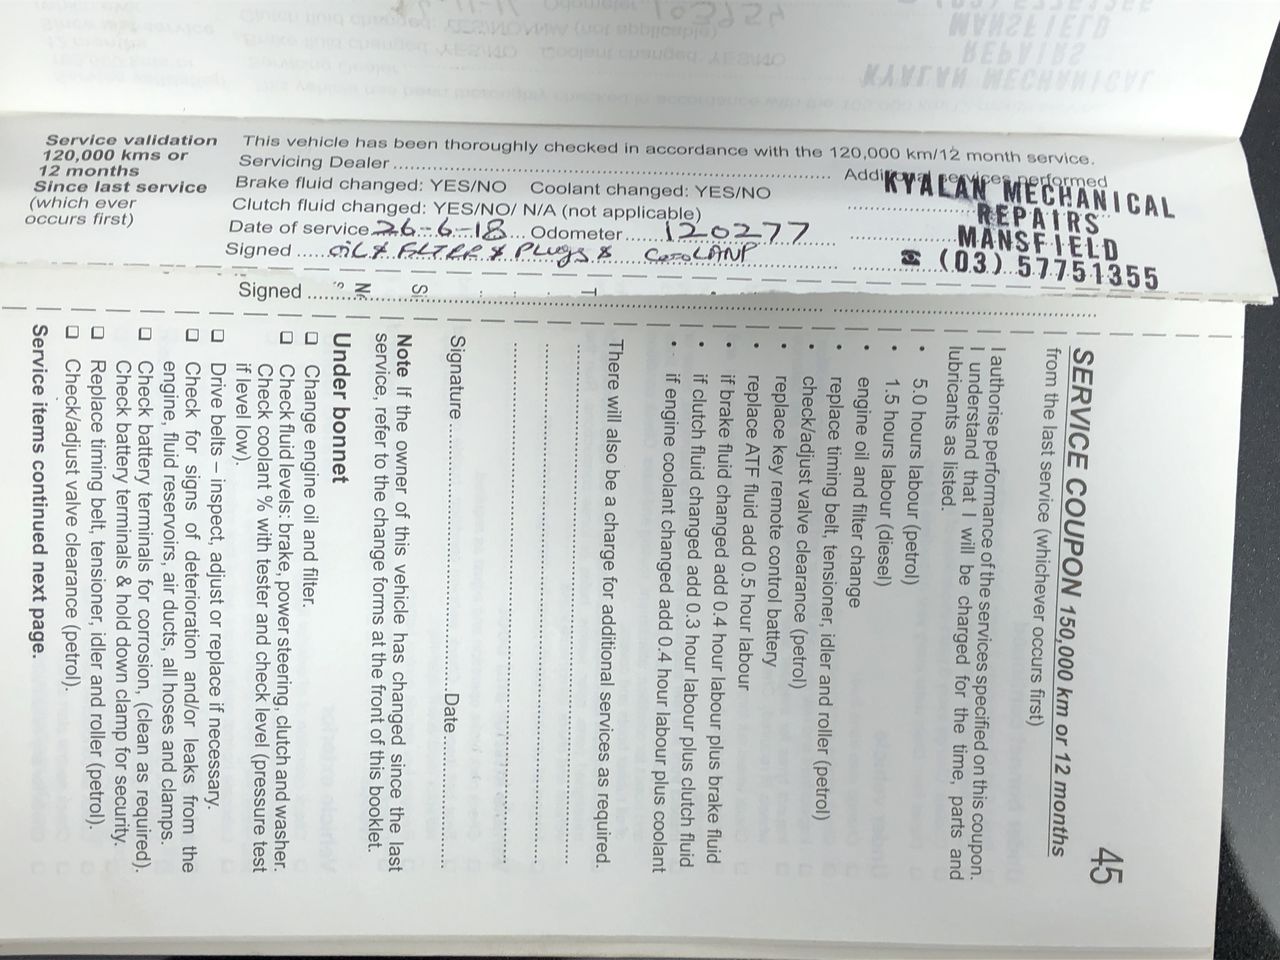 Service validation
120,000 kms or
12 months
Since last service
(which ever
occurs first)
This vehicle has been thoroughly checked in accordance with the 120,000 km/12 month service.
Servicing Dealer
Additional services performed
Brake fluid changed: YES/NO Coolant changed: YES/NO
Clutch fluid changed: YES/NO/ N/A (not applicable)
Date of service 26-6-18 Odometer 120277
Signed OIL & FILTER & PLUGS & COOLANT
KYALAN MECHANICAL
REPAIRS
MANSFIELD
☎ (03) 57751355
Signed
45
SERVICE COUPON 150,000 km or 12 months
from the last service (whichever occurs first)
I authorise performance of the services specified on this coupon.
I understand that I will be charged for the time, parts and
lubricants as listed.
• 5.0 hours labour (petrol)
• 1.5 hours labour (diesel)
• engine oil and filter change
• replace timing belt, tensioner, idler and roller (petrol)
• check/adjust valve clearance (petrol)
• replace key remote control battery
• replace ATF fluid add 0.5 hour labour
• if brake fluid changed add 0.4 hour labour plus brake fluid
• if clutch fluid changed add 0.3 hour labour plus clutch fluid
• if engine coolant changed add 0.4 hour labour plus coolant
There will also be a charge for additional services as required.
Signature Date
Note If the owner of this vehicle has changed since the last
service, refer to the change forms at the front of this booklet.
Under bonnet
❏ Change engine oil and filter.
❏ Check fluid levels: brake, power steering, clutch and washer.
Check coolant % with tester and check level (pressure test
if level low).
❏ Drive belts – inspect, adjust or replace if necessary.
❏ Check for signs of deterioration and/or leaks from the
engine, fluid reservoirs, air ducts, all hoses and clamps.
❏ Check battery terminals for corrosion, (clean as required).
Check battery terminals & hold down clamp for security.
❏ Replace timing belt, tensioner, idler and roller (petrol).
❏ Check/adjust valve clearance (petrol).
Service items continued next page.